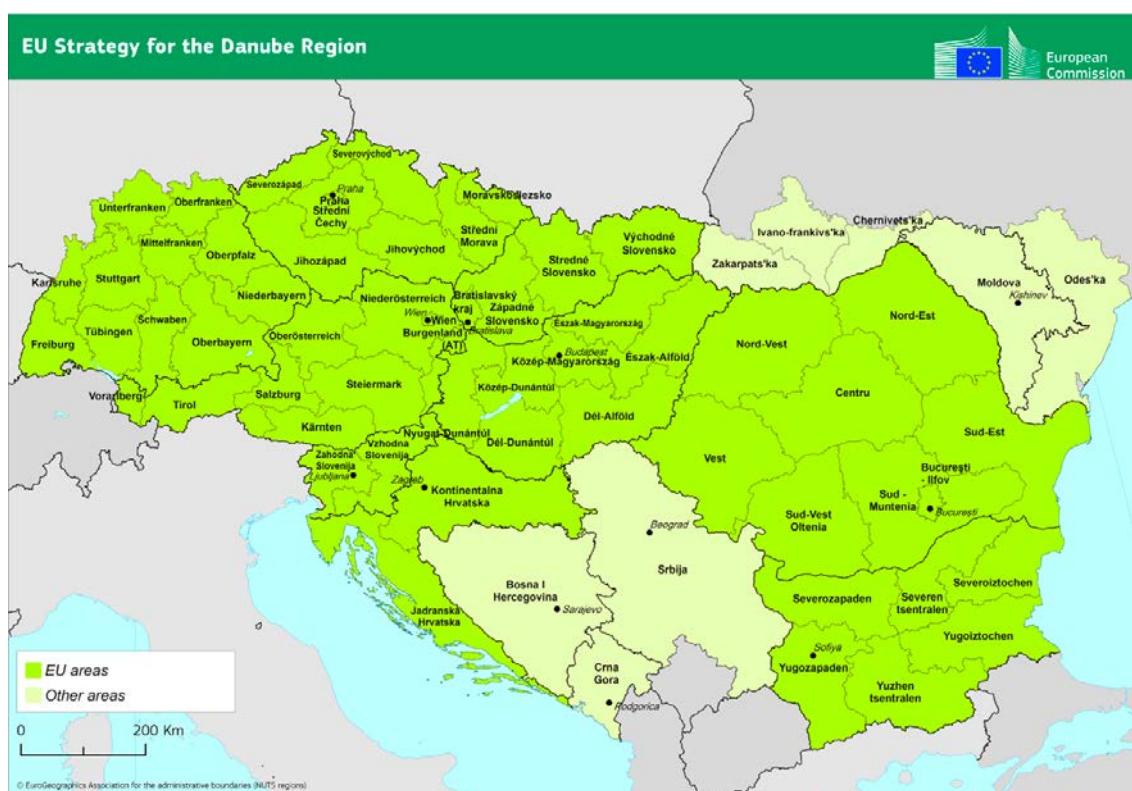 EU Strategy for the Danube Region
European
Commission
Severovýchod
Severozápad
Praha
Praha
Střední
Čechy
Střední
Morava
Jihovýchod
Jihozápad
Unterfranken
Oberfranken
Mittelfranken
Oberpfalz
Karlsruhe
Stuttgart
Niederbayern
Schwaben
Tübingen
Freiburg
Oberbayern
Niederösterreich
Wien
Wien
Burgenland
(AT)
Oberösterreich
Vorarlberg
Tirol
Salzburg
Steiermark
Kärnten
Bratislavský
kraj
Bratislava
Západné
Slovensko
Stredné
Slovensko
Východné
Slovensko
Zakarpats'ka
Ivano-frankivs'ka
Chernivets'ka
Moldova
Kishinev
Odes'ka
Észak-Magyarország
Budapest
Közép-Magyarország
Észak-Alföld
Közép-Dunántúl
Nyugat-Dunántúl
Dél-Dunántúl
Dél-Alföld
Nord-Vest
Nord-Est
Centru
Sud-Est
Vest
Bucureşti
- Ilfov
Bucureşti
Sud -
Muntenia
Sud-Vest
Oltenia
Vzhodna
Slovenija
Zahodna
Slovenija
Ljubljana
Zagreb
Kontinentalna
Hrvatska
Jadranska
Hrvatska
Beograd
Srbija
Bosna I
Hercegovina
Sarajevo
Crna
Gora
Podgorica
Severozapaden
Severen
tsentralen
Severoiztochen
Sofiya
Yugozapaden
Yugoiztochen
Yuzhen
tsentralen
EU areas
Other areas
0
200 Km
© EuroGeographics Association for the administrative boundaries (NUTS regions)